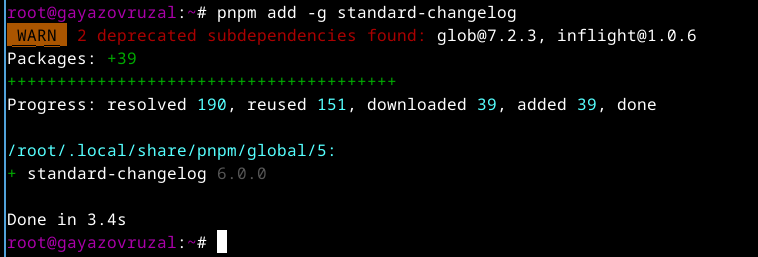 root@gayazovruzal:~# pnpm add -g standard-changelog
 WARN  2 deprecated subdependencies found: glob@7.2.3, inflight@1.0.6
Packages: +39
+++++++++++++++++++++++++++++++++++++++
Progress: resolved 190, reused 151, downloaded 39, added 39, done
/root/.local/share/pnpm/global/5:
+ standard-changelog 6.0.0
Done in 3.4s
root@gayazovruzal:~#